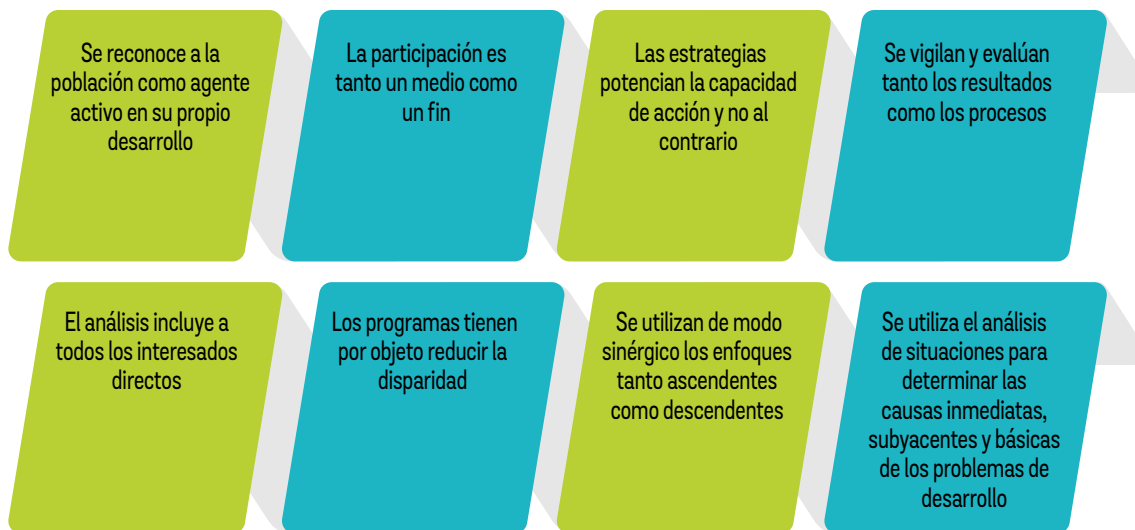 Se reconoce a la
población como agente
activo en su propio
desarrollo
La participación es
tanto un medio como
un fin
Las estrategias
potencian la capacidad
de acción y no al
contrario
Se vigilan y evalúan
tanto los resultados
como los procesos
El análisis incluye a
todos los interesados
directos
Los programas tienen
por objeto reducir la
disparidad
Se utilizan de modo
sinérgico los enfoques
tanto ascendentes
como descendentes
Se utiliza el análisis
de situaciones para
determinar las
causas inmediatas,
subyacentes y básicas
de los problemas de
desarrollo